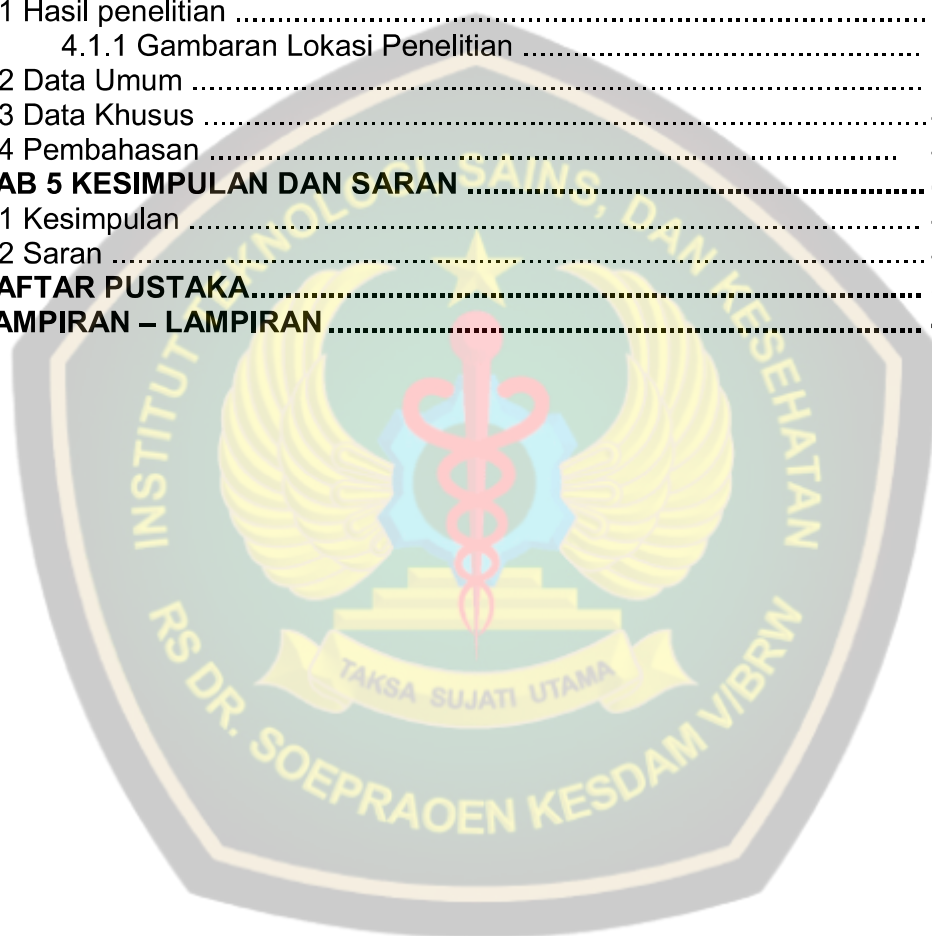 1 Hasil penelitian ..........................................................................................
4.1.1 Gambaran Lokasi Penelitian ....................................................
2 Data Umum ................................................................................................
3 Data Khusus ..............................................................................................
4 Pembahasan ..........................................................................................
AB 5 KESIMPULAN DAN SARAN ............................................................
1 Kesimpulan ................................................................................................
2 Saran ..........................................................................................................
AFTAR PUSTAKA.........................................................................................
AMPIRAN – LAMPIRAN ..............................................................................
INSTITUT TEKNOLOGI, SAINS, DAN KESEHATAN
TAKSA SUJATI UTAMA
RS DR. SOEPRAOEN KESDAM V/BRW